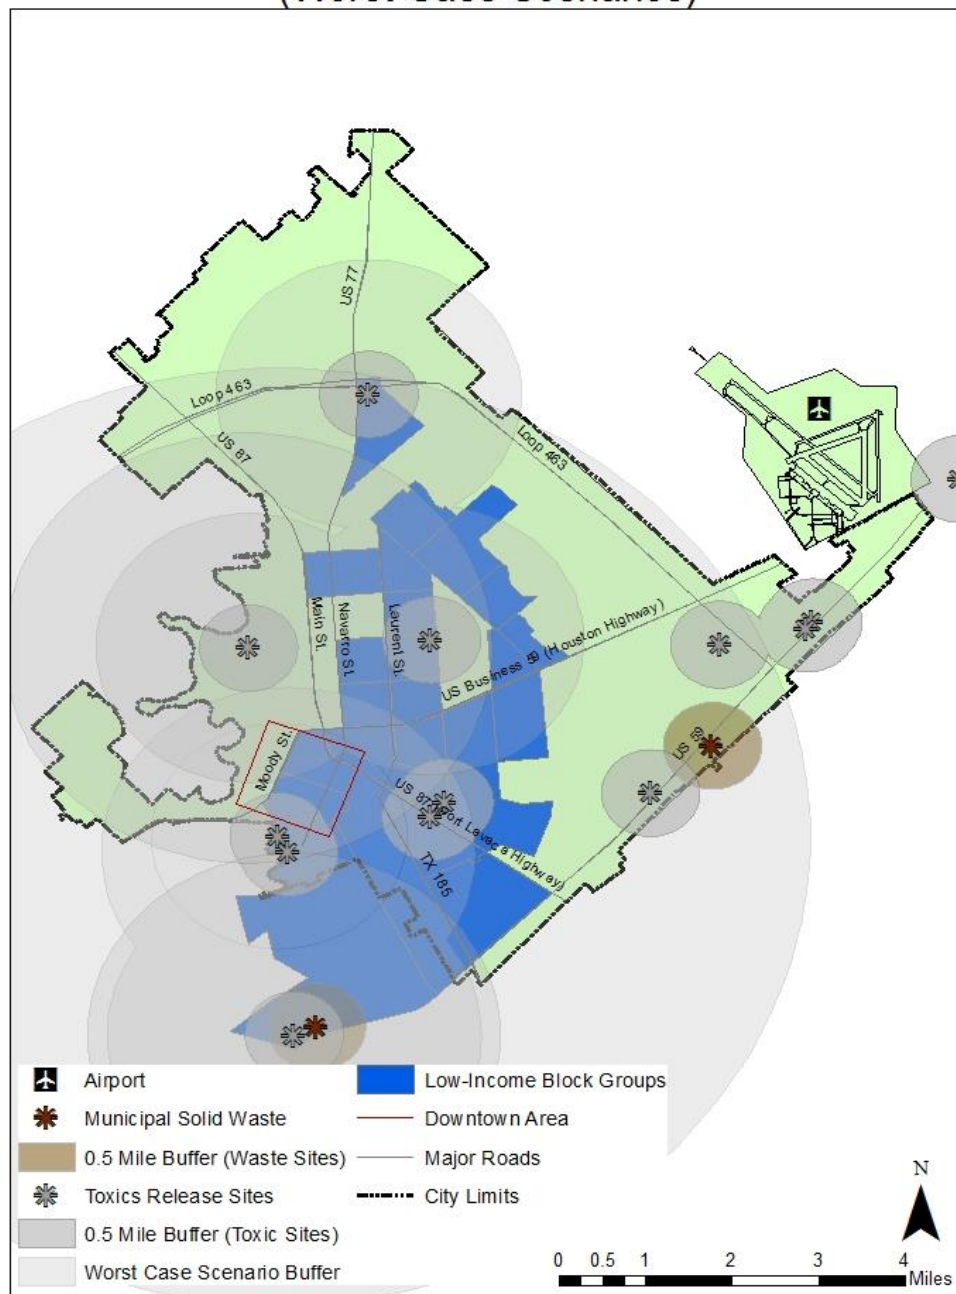 (Worst Case Scenario)
US 77
Loop 463
US 87
Loop 463
Main St.
Navarro St.
Laurent St.
US Business 59 (Houston Highway)
Moody St.
US 59
US 87 (Port Lavaca Highway)
TX 185
Airport
Municipal Solid Waste
0.5 Mile Buffer (Waste Sites)
Toxics Release Sites
0.5 Mile Buffer (Toxic Sites)
Worst Case Scenario Buffer
Low-Income Block Groups
Downtown Area
Major Roads
City Limits
N
0 0.5 1 2 3 4
Miles